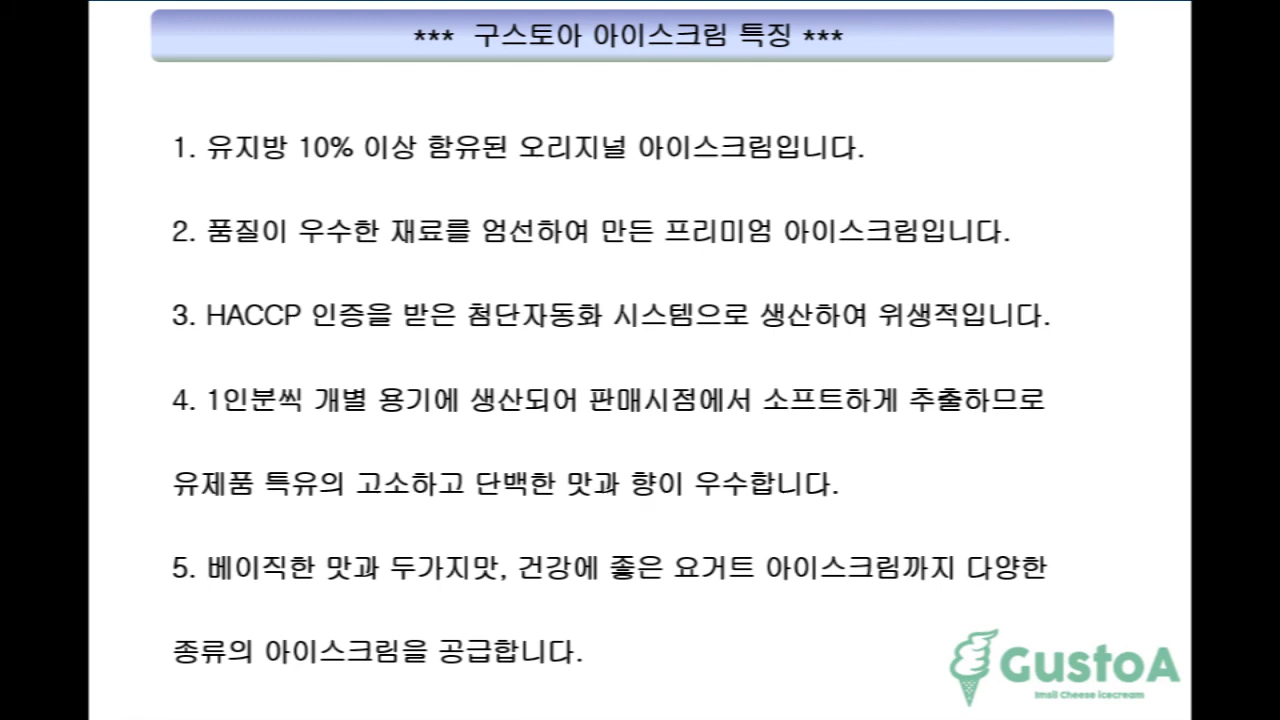 *** 구스토아 아이스크림 특징 ***
1. 유지방 10% 이상 함유된 오리지널 아이스크림입니다.
2. 품질이 우수한 재료를 엄선하여 만든 프리미엄 아이스크림입니다.
3. HACCP 인증을 받은 첨단자동화 시스템으로 생산하여 위생적입니다.
4. 1인분씩 개별 용기에 생산되어 판매시점에서 소프트하게 추출하므로
유제품 특유의 고소하고 단백한 맛과 향이 우수합니다.
5. 베이직한 맛과 두가지맛, 건강에 좋은 요거트 아이스크림까지 다양한
종류의 아이스크림을 공급합니다.
GustoA
Imsil Cheese icecream